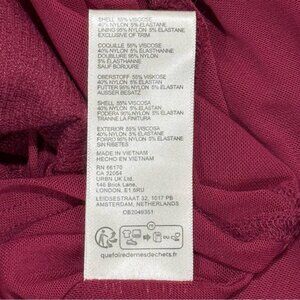 SHELL 55% VISCOSE
40% NYLON 5% ELASTANE
LINING 95% NYLON 5% ELASTANE
EXCLUSIVE OF TRIM
COQUILLE 55% VISCOSE
40% NYLON 5% ELASTHANNE
DOUBLURE 95% NYLON
5% ELASTHANNE
SAUF BORDURE
OBERSTOFF 55% VISKOSE
40% NYLON 5% ELASTAN
FUTTER 95% NYLON 5% ELASTAN
AUSSER BESATZ
SHELL 55% VISCOSA
40% NYLON 5% ELASTAN
FODERA 95% NYLON 5% ELASTAN
TRANNE LA FINITURA
EXTERIOR 55% VISCOSA
40% NYLON 5% ELASTANO
FORRO 95% NYLON 5% ELASTANO
SIN RIBETES
MADE IN VIETNAM
HECHO EN VIETNAM
RN 66170
CA 32054
URBN UK Ltd.
146 Brick Lane,
LONDON, E1 6RU
LEIDSESTRAAT 32, 1017 PB
AMSTERDAM, NETHERLANDS
OB2049351
quefairedemesdechets.fr